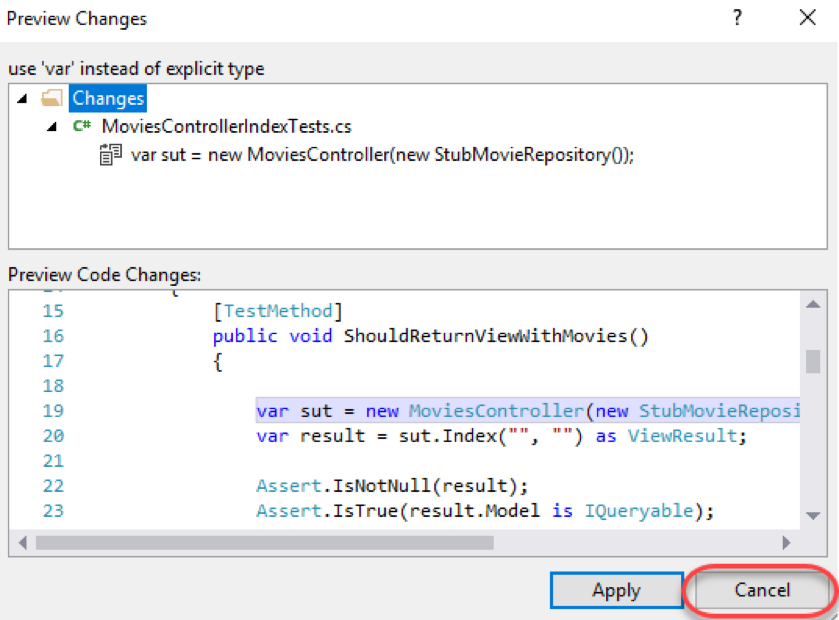 Preview Changes ?
use 'var' instead of explicit type
Changes
C# MoviesControllerIndexTests.cs
var sut = new MoviesController(new StubMovieRepository());
Preview Code Changes:
{
15 [TestMethod]
16 public void ShouldReturnViewWithMovies()
17 {
18
19 var sut = new MoviesController(new StubMovieReposi
20 var result = sut.Index("", "") as ViewResult;
21
22 Assert.IsNotNull(result);
23 Assert.IsTrue(result.Model is IQueryable);
Apply Cancel